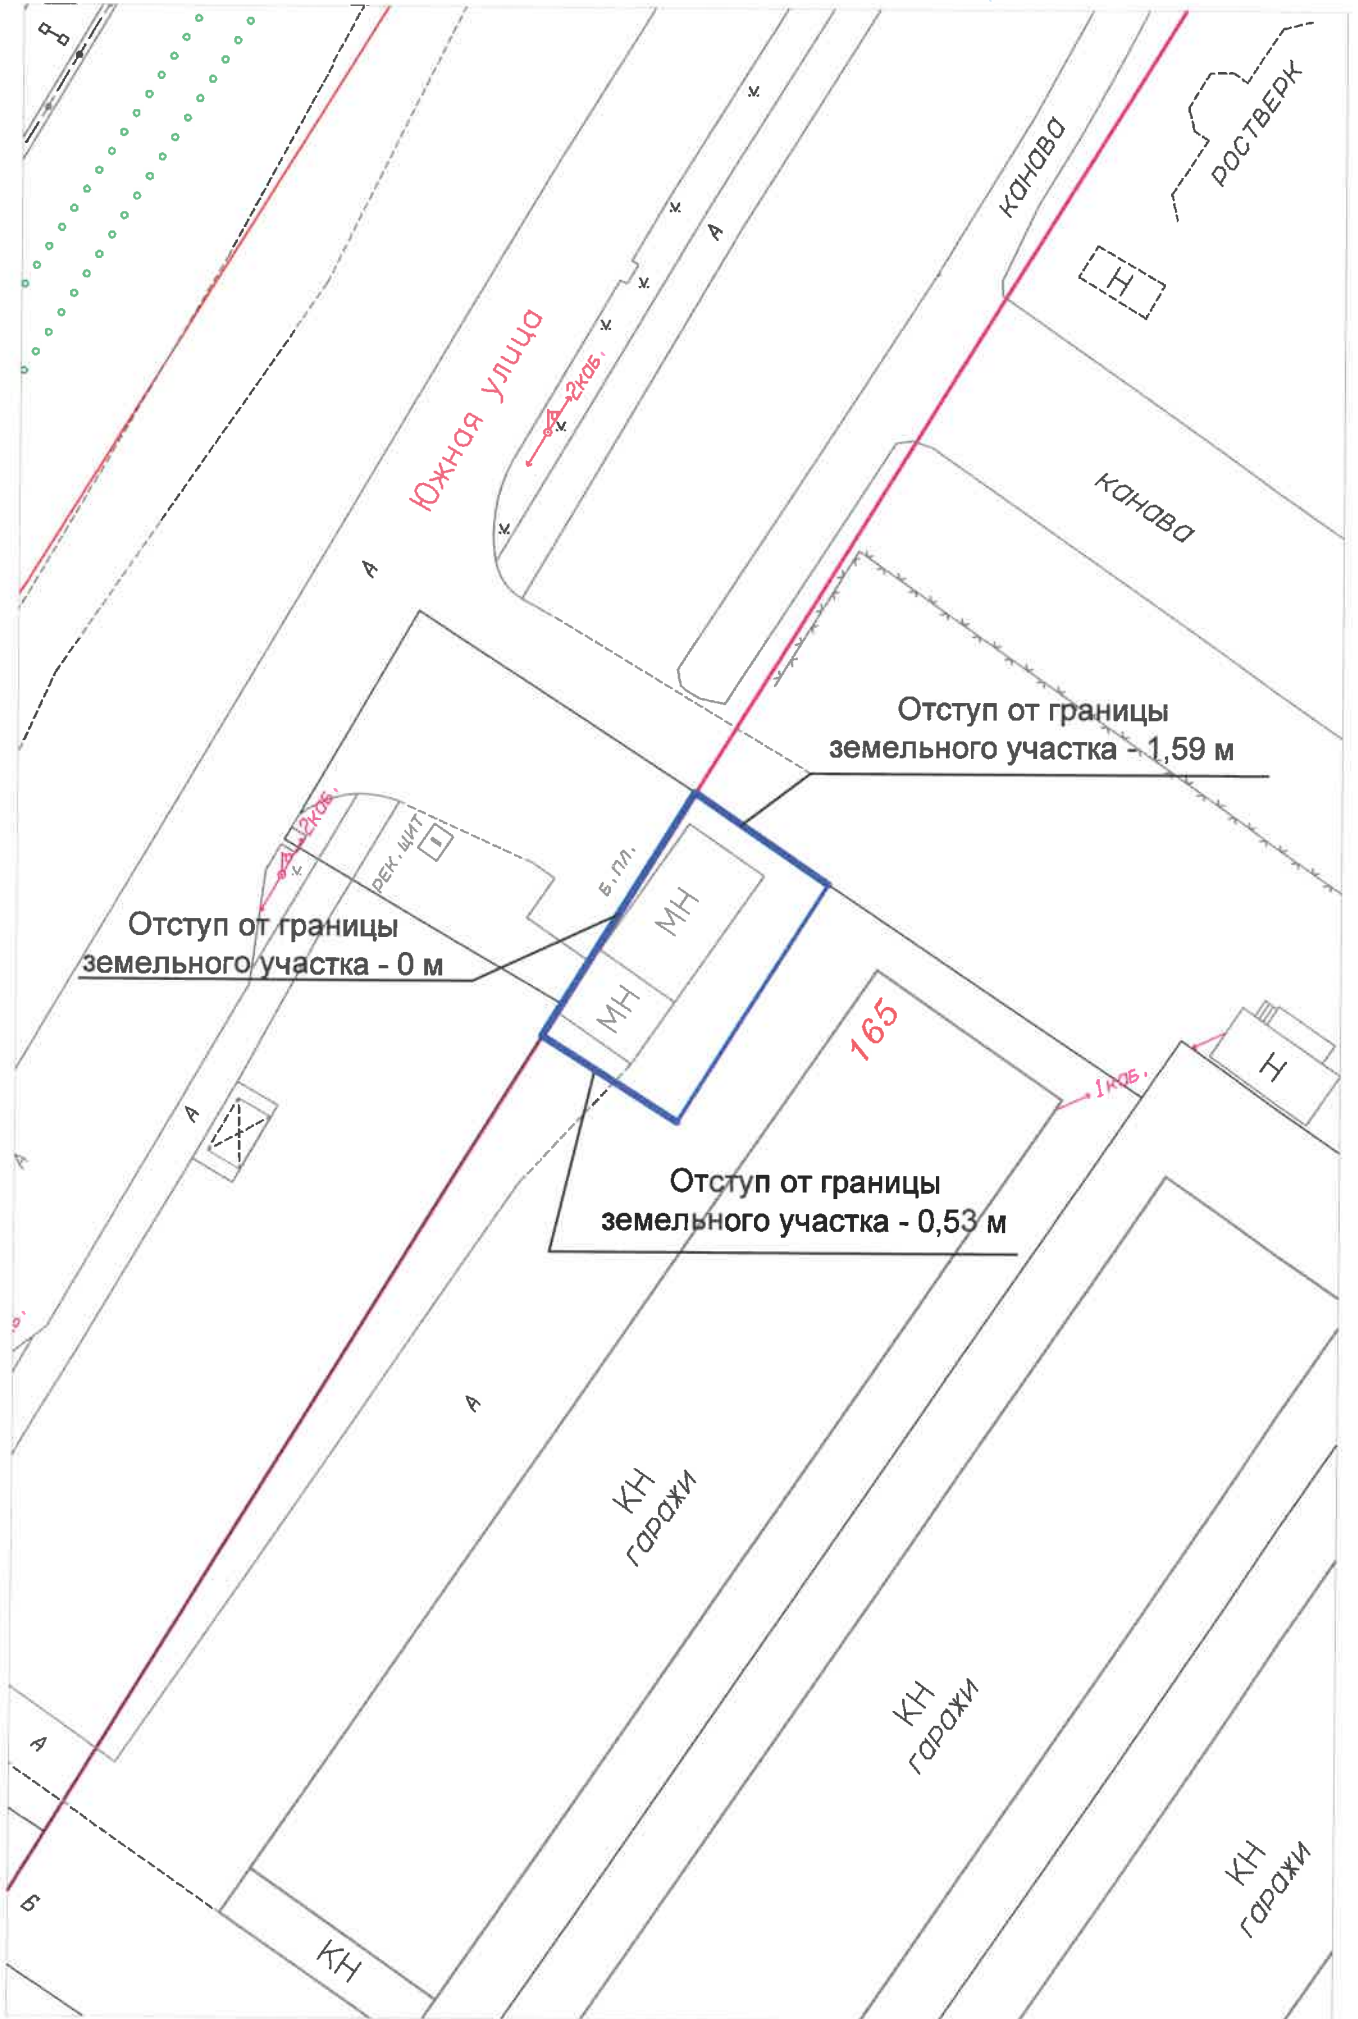 РОСТВЕРК
канава
Н
А
Южная улица
2каб.
канава
А
Отступ от границы
земельного участка - 1,59 м
2каб.
РЕК. ЩИТ
Б.ПЛ.
МН
Отступ от границы
земельного участка - 0 м
МН
165
Н
1каб.
А
А
Отступ от границы
земельного участка - 0,53 м
А
КН
гаражи
КН
гаражи
А
КН
гаражи
Б
КН